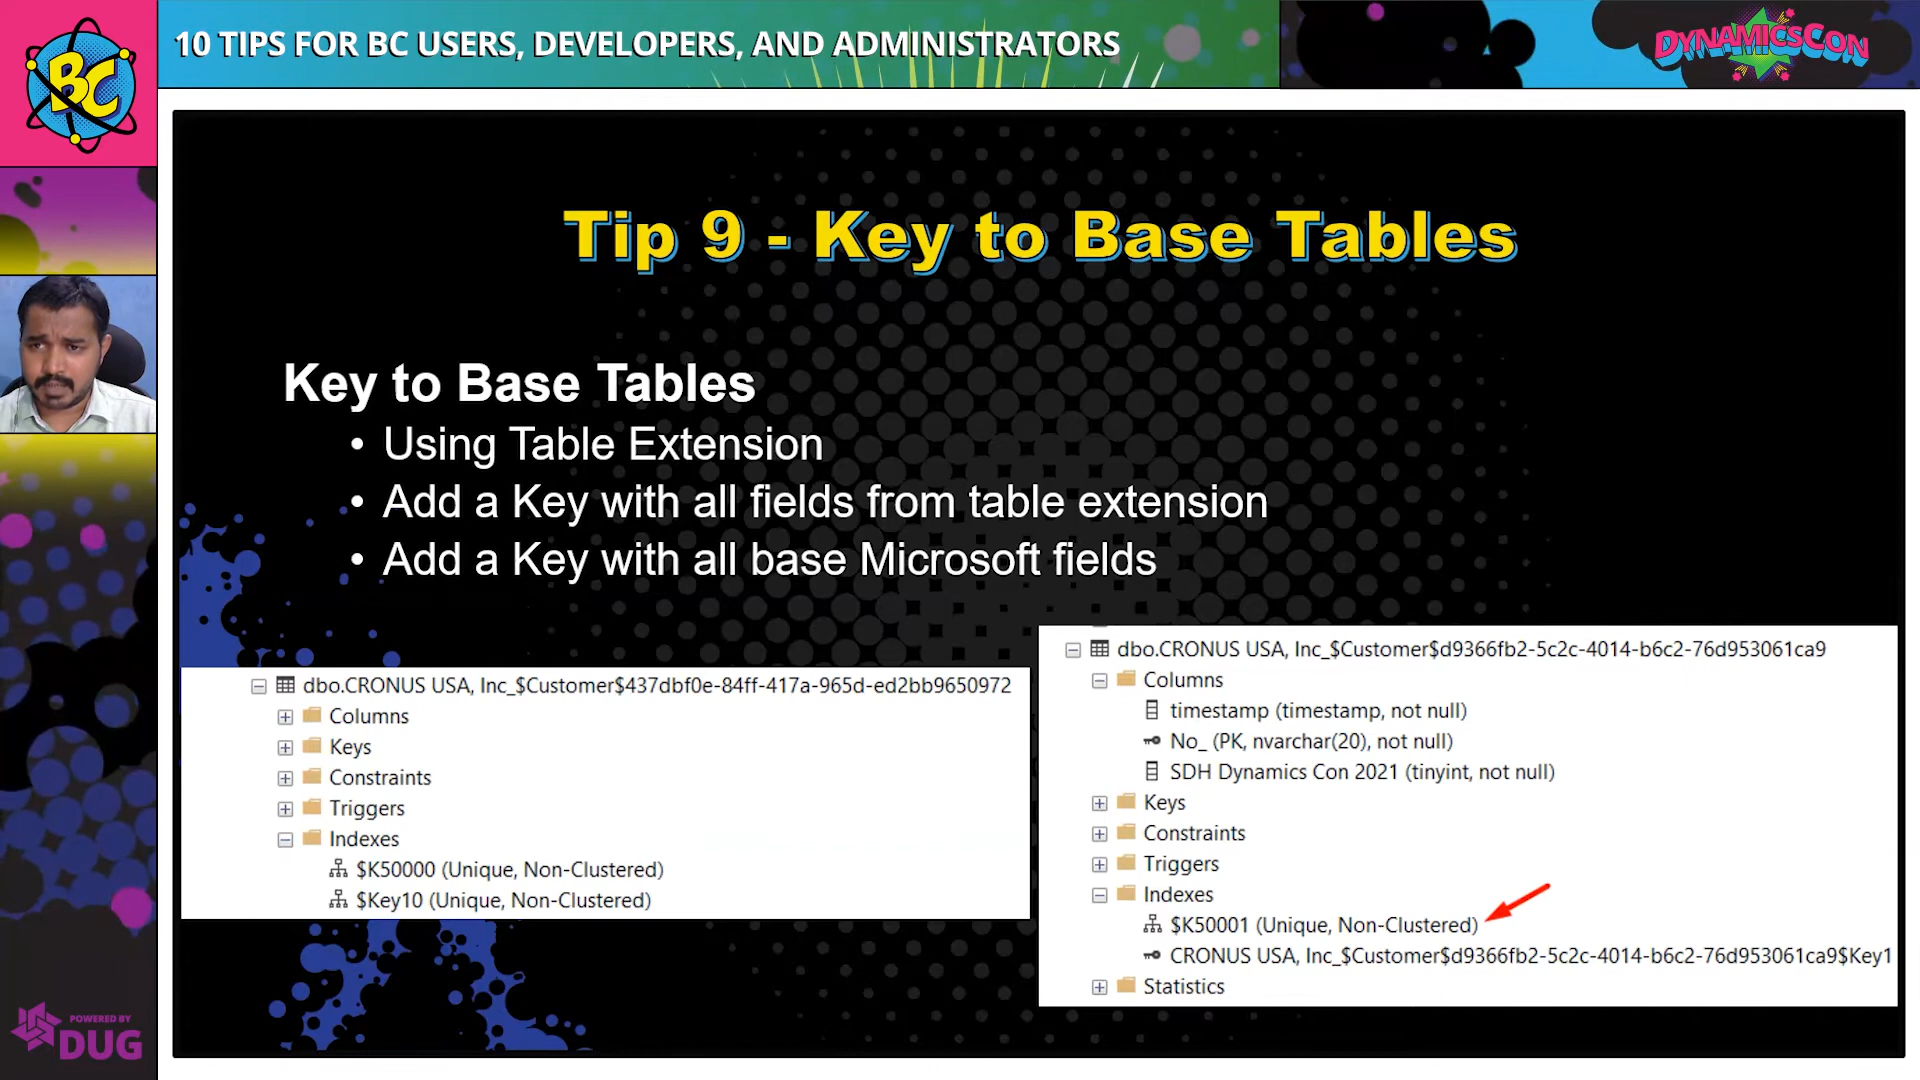 BC
10 TIPS FOR BC USERS, DEVELOPERS, AND ADMINISTRATORS
DYNAMICSCON
Tip 9 - Key to Base Tables
Key to Base Tables
• Using Table Extension
• Add a Key with all fields from table extension
• Add a Key with all base Microsoft fields
dbo.CRONUS USA, Inc_$Customer$437dbf0e-84ff-417a-965d-ed2bb9650972
Columns
Keys
Constraints
Triggers
Indexes
$K50000 (Unique, Non-Clustered)
$Key10 (Unique, Non-Clustered)
dbo.CRONUS USA, Inc_$Customer$d9366fb2-5c2c-4014-b6c2-76d953061ca9
Columns
timestamp (timestamp, not null)
No_ (PK, nvarchar(20), not null)
SDH Dynamics Con 2021 (tinyint, not null)
Keys
Constraints
Triggers
Indexes
$K50001 (Unique, Non-Clustered)
CRONUS USA, Inc_$Customer$d9366fb2-5c2c-4014-b6c2-76d953061ca9$Key1
Statistics
POWERED BY
DUG